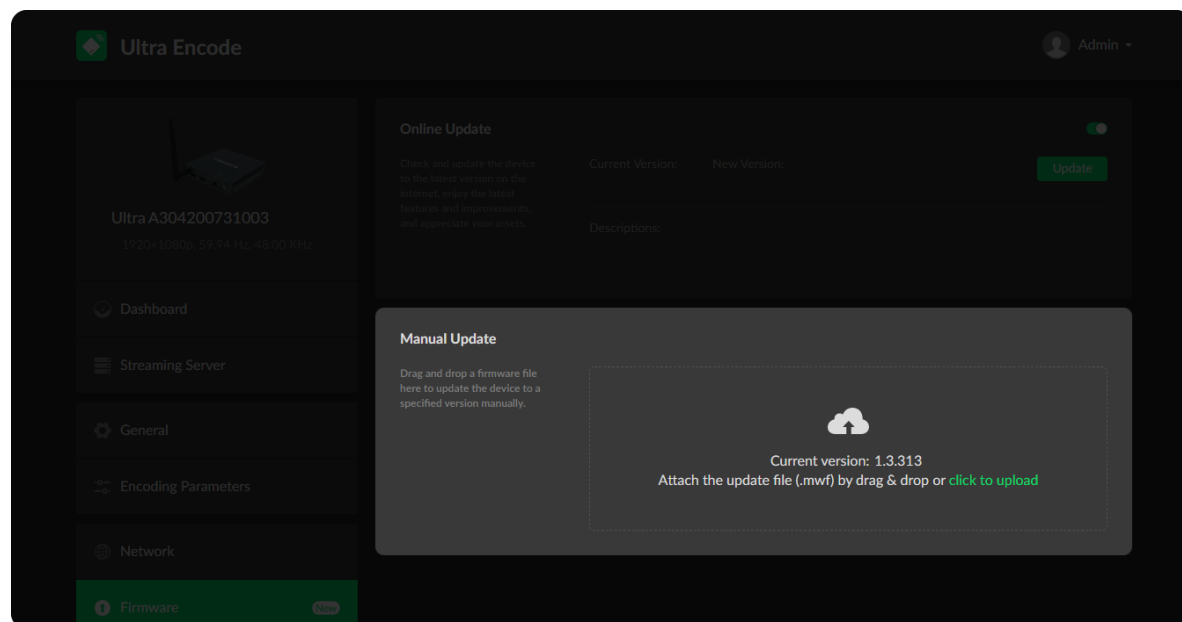 Ultra Encode
Admin
Ultra A304200731003
1920×1080p, 59.94 Hz, 48.00 KHz
Dashboard
Streaming Server
General
Encoding Parameters
Network
Firmware
New
Online Update
Check and update the device
to the latest version on the
internet, enjoy the latest
features and improvements,
and appreciate your assets.
Current Version:
New Version:
Update
Descriptions:
Manual Update
Drag and drop a firmware file
here to update the device to a
specified version manually.
Current version: 1.3.313
Attach the update file (.mwf) by drag & drop or click to upload